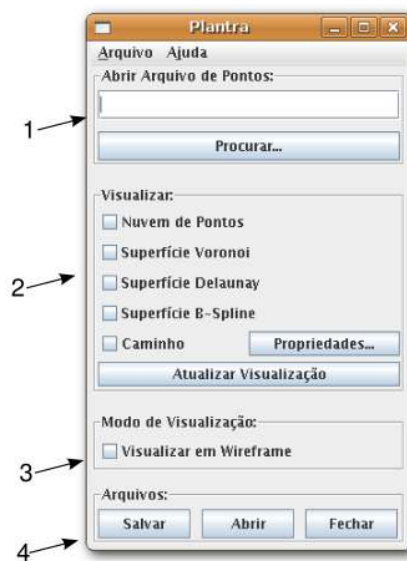 Plantra
Arquivo Ajuda
Abrir Arquivo de Pontos:
1
Procurar...
Visualizar:
Nuvem de Pontos
Superfície Voronoi
2
Superfície Delaunay
Superfície B-Spline
Caminho Propriedades...
Atualizar Visualização
Modo de Visualização:
3
Visualizar em Wireframe
Arquivos:
4
Salvar Abrir Fechar